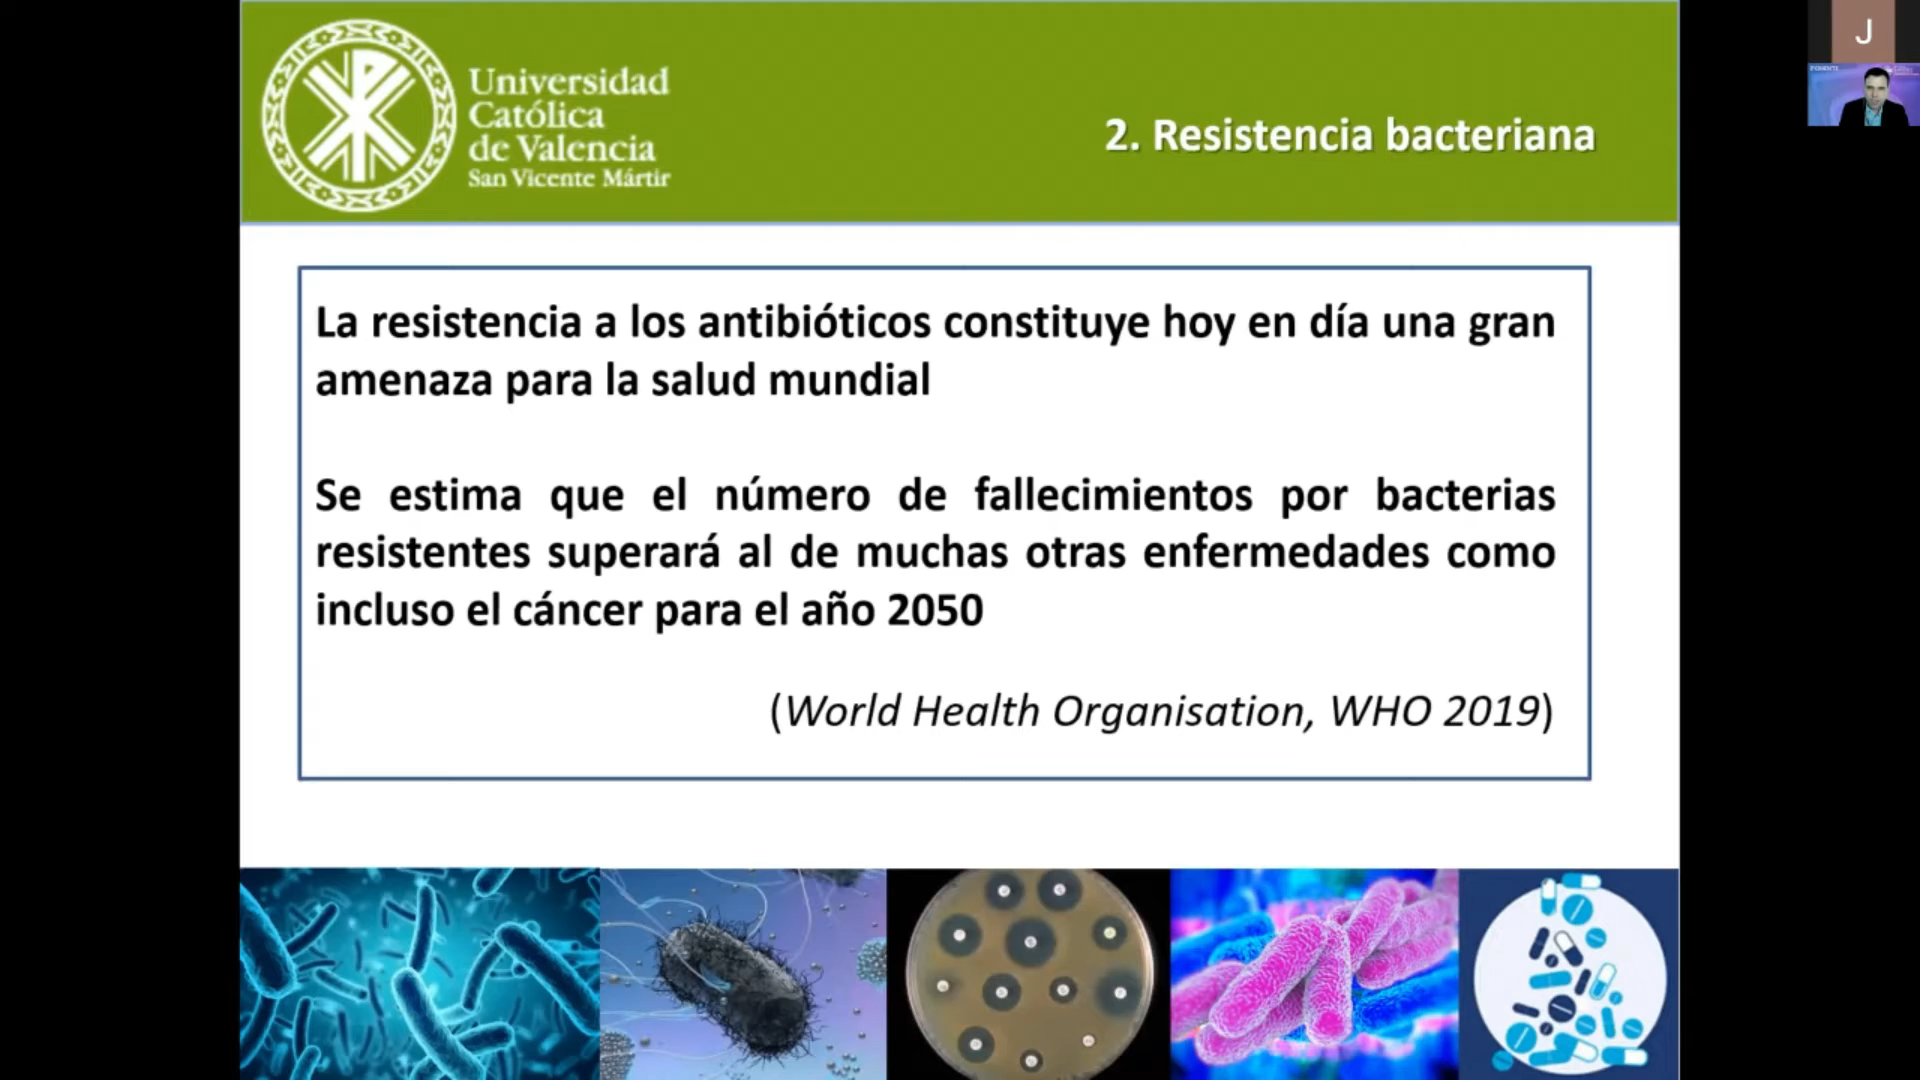 Universidad
Católica
de Valencia
San Vicente Mártir
2. Resistencia bacteriana
J
PONENTE
La resistencia a los antibióticos constituye hoy en día una gran
amenaza para la salud mundial
Se estima que el número de fallecimientos por bacterias
resistentes superará al de muchas otras enfermedades como
incluso el cáncer para el año 2050
(World Health Organisation, WHO 2019)